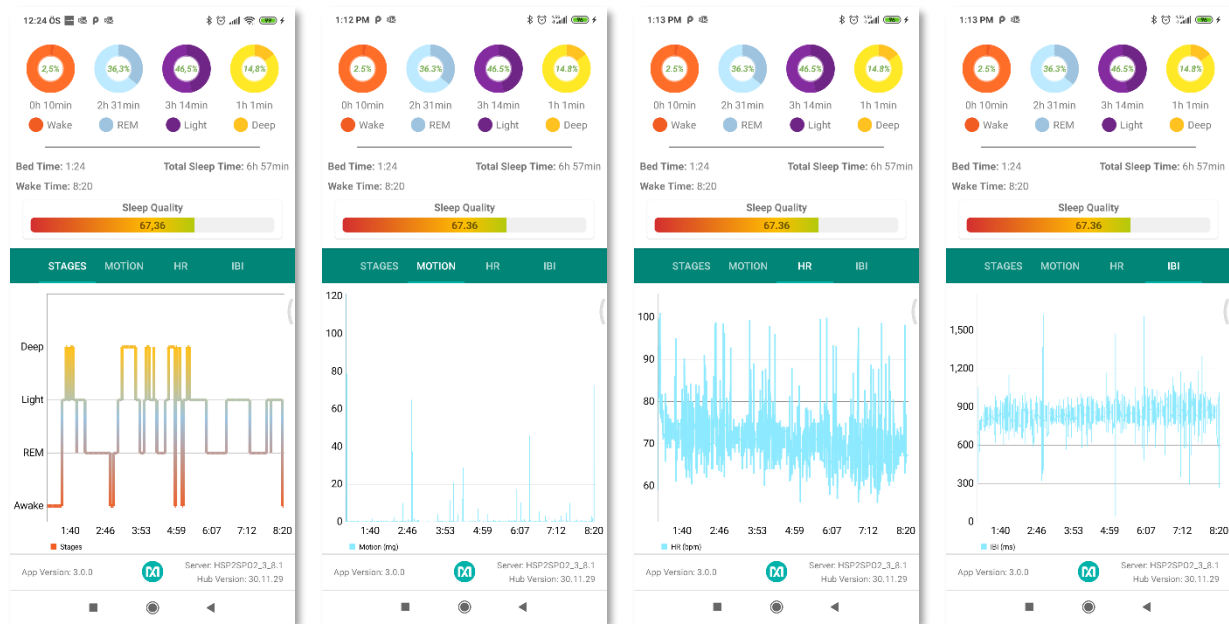 12:24 ÖS P 99
2,5% 36,3% 46,5% 14,8%
0h 10min 2h 31min 3h 14min 1h 1min
Wake REM Light Deep
Bed Time: 1:24 Total Sleep Time: 6h 57min
Wake Time: 8:20
Sleep Quality
67,36
STAGES MOTİON HR IBI
Deep
Light
REM
Awake
1:40 2:46 3:53 4:59 6:07 7:12 8:20
Stages
App Version: 3.0.0 Server: HSP2SPO2_3_8.1
Hub Version: 30.11.29
1:12 PM P 96
2.5% 36.3% 46.5% 14.8%
0h 10min 2h 31min 3h 14min 1h 1min
Wake REM Light Deep
Bed Time: 1:24 Total Sleep Time: 6h 57min
Wake Time: 8:20
Sleep Quality
67.36
STAGES MOTION HR IBI
120
100
80
60
40
20
0
1:40 2:46 3:53 4:59 6:07 7:12 8:20
Motion (mg)
App Version: 3.0.0 Server: HSP2SPO2_3_8.1
Hub Version: 30.11.29
1:13 PM P 96
2.5% 36.3% 46.5% 14.8%
0h 10min 2h 31min 3h 14min 1h 1min
Wake REM Light Deep
Bed Time: 1:24 Total Sleep Time: 6h 57min
Wake Time: 8:20
Sleep Quality
67.36
STAGES MOTION HR IBI
100
90
80
70
60
1:40 2:46 3:53 4:59 6:07 7:12 8:20
HR (bpm)
App Version: 3.0.0 Server: HSP2SPO2_3_8.1
Hub Version: 30.11.29
1:13 PM P 96
2.5% 36.3% 46.5% 14.8%
0h 10min 2h 31min 3h 14min 1h 1min
Wake REM Light Deep
Bed Time: 1:24 Total Sleep Time: 6h 57min
Wake Time: 8:20
Sleep Quality
67.36
STAGES MOTION HR IBI
1,500
1,200
900
600
300
0
1:40 2:46 3:53 4:59 6:07 7:12 8:20
IBI (ms)
App Version: 3.0.0 Server: HSP2SPO2_3_8.1
Hub Version: 30.11.29